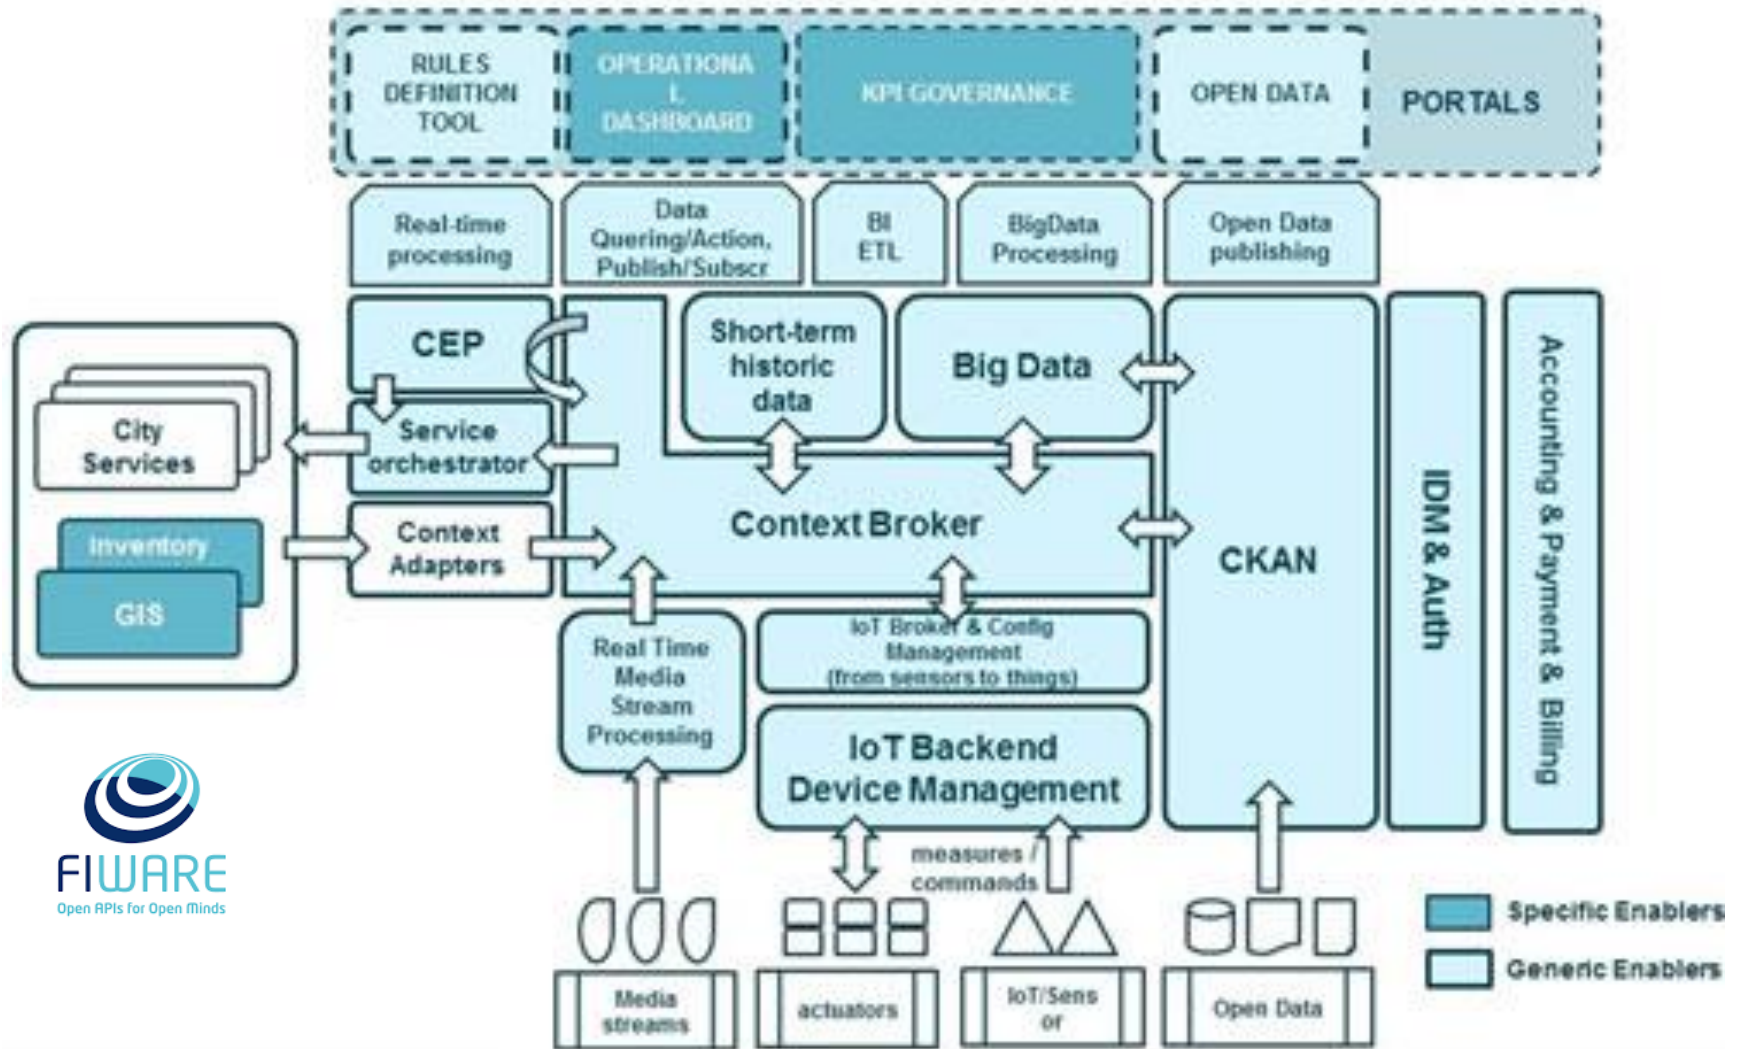 RULES
DEFINITION
TOOL
OPERATIONA
L
DASHBOARD
KPI GOVERNANCE
OPEN DATA
PORTALS
Real-time
processing
Data
Quering/Action,
Publish/Subscr
BI
ETL
BigData
Processing
Open Data
publishing
CEP
Short-term
historic
data
Big Data
City
Services
Service
orchestrator
Context Broker
CKAN
IDM & Auth
Accounting & Payment & Billing
Inventory
GIS
Context
Adapters
Real Time
Media
Stream
Processing
IoT Broker & Config
Management
(from sensors to things)
IoT Backend
Device Management
measures /
commands
FIWARE
Open APIs for Open Minds
Specific Enablers
Generic Enablers
Media
streams
actuators
IoT/Sens
or
Open Data